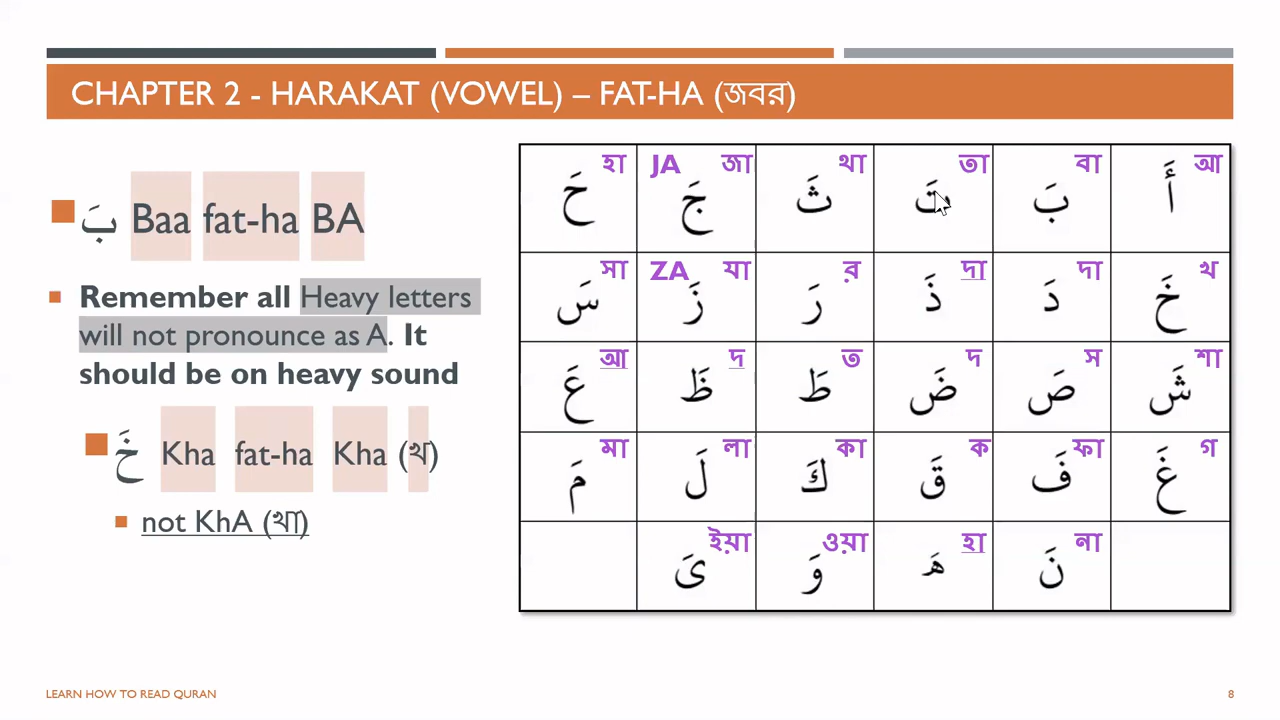 CHAPTER 2 - HARAKAT (VOWEL) – FAT-HA (জবর)
بَ Baa fat-ha BA
Remember all Heavy letters
will not pronounce as A. It
should be on heavy sound
خَ Kha fat-ha Kha (খ)
not KhA (খা)
হা JA জা থা তা বা আ
حَ جَ ثَ تَ بَ أَ
সা ZA যা র দা দা খ
سَ زَ رَ ذَ دَ خَ
আ দ ত দ স শা
عَ ظَ طَ ضَ صَ شَ
মা লা কা ক ফা গ
مَ لَ كَ قَ فَ غَ
ইয়া ওয়া হা না
ىَ وَ هَ نَ
LEARN HOW TO READ QURAN
8